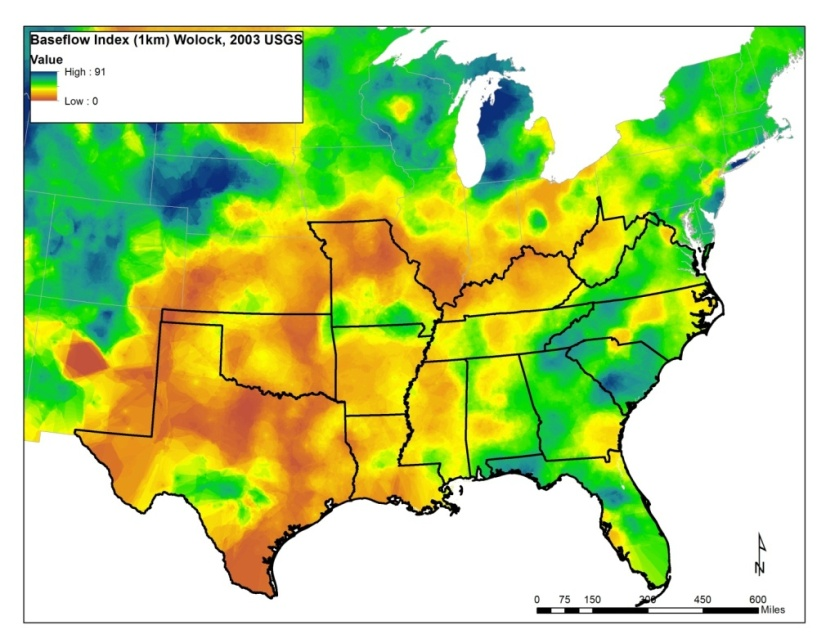 Baseflow Index (1km) Wolock, 2003 USGS
Value
High : 91
Low : 0
N
0 75 150 300 450 600
Miles